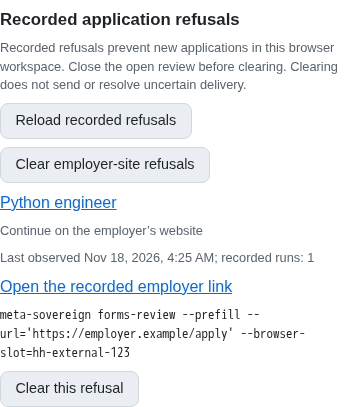 Recorded application refusals
Recorded refusals prevent new applications in this browser
workspace. Close the open review before clearing. Clearing
does not send or resolve uncertain delivery.
Reload recorded refusals
Clear employer-site refusals
Python engineer
Continue on the employer’s website
Last observed Nov 18, 2026, 4:25 AM; recorded runs: 1
Open the recorded employer link
meta-sovereign forms-review --prefill --
url='https://employer.example/apply' --browser-
slot=hh-external-123
Clear this refusal